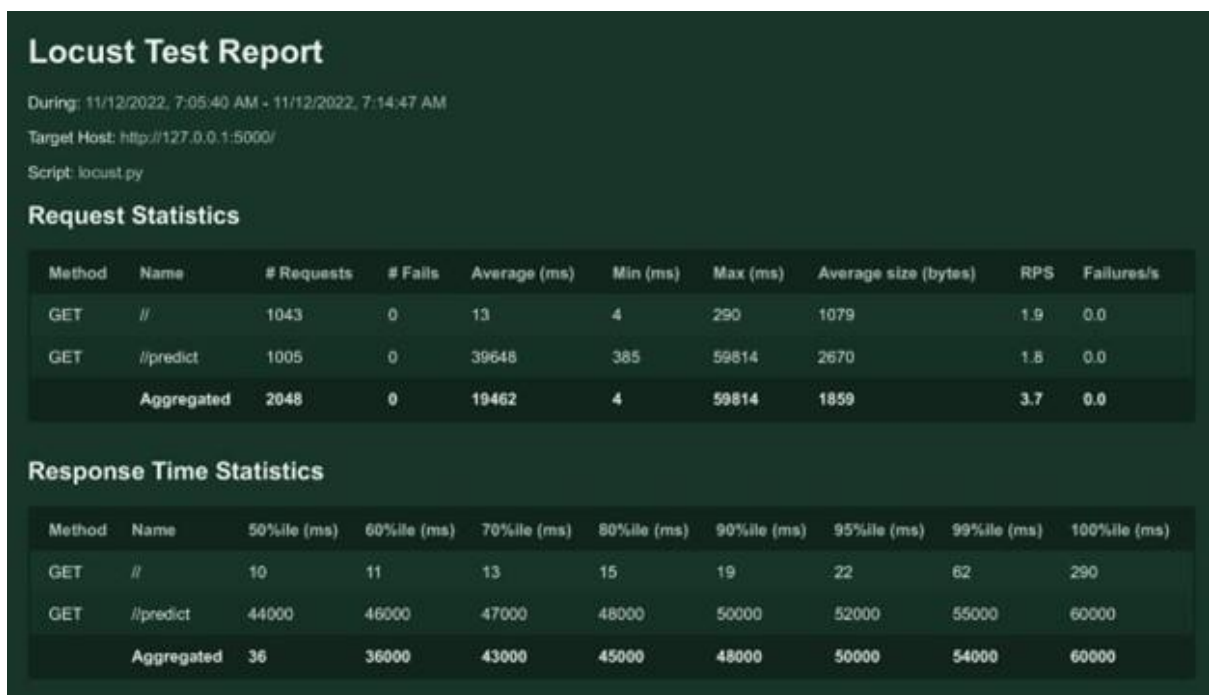 Locust Test Report
During: 11/12/2022, 7:05:40 AM - 11/12/2022, 7:14:47 AM
Target Host: http://127.0.0.1:5000/
Script: locust.py
Request Statistics
Method Name # Requests # Fails Average (ms) Min (ms) Max (ms) Average size (bytes) RPS Failures/s
GET // 1043 0 13 4 290 1079 1.9 0.0
GET //predict 1005 0 39648 385 59814 2670 1.8 0.0
Aggregated 2048 0 19462 4 59814 1859 3.7 0.0
Response Time Statistics
Method Name 50%ile (ms) 60%ile (ms) 70%ile (ms) 80%ile (ms) 90%ile (ms) 95%ile (ms) 99%ile (ms) 100%ile (ms)
GET // 10 11 13 15 19 22 62 290
GET //predict 44000 46000 47000 48000 50000 52000 55000 60000
Aggregated 36 36000 43000 45000 48000 50000 54000 60000